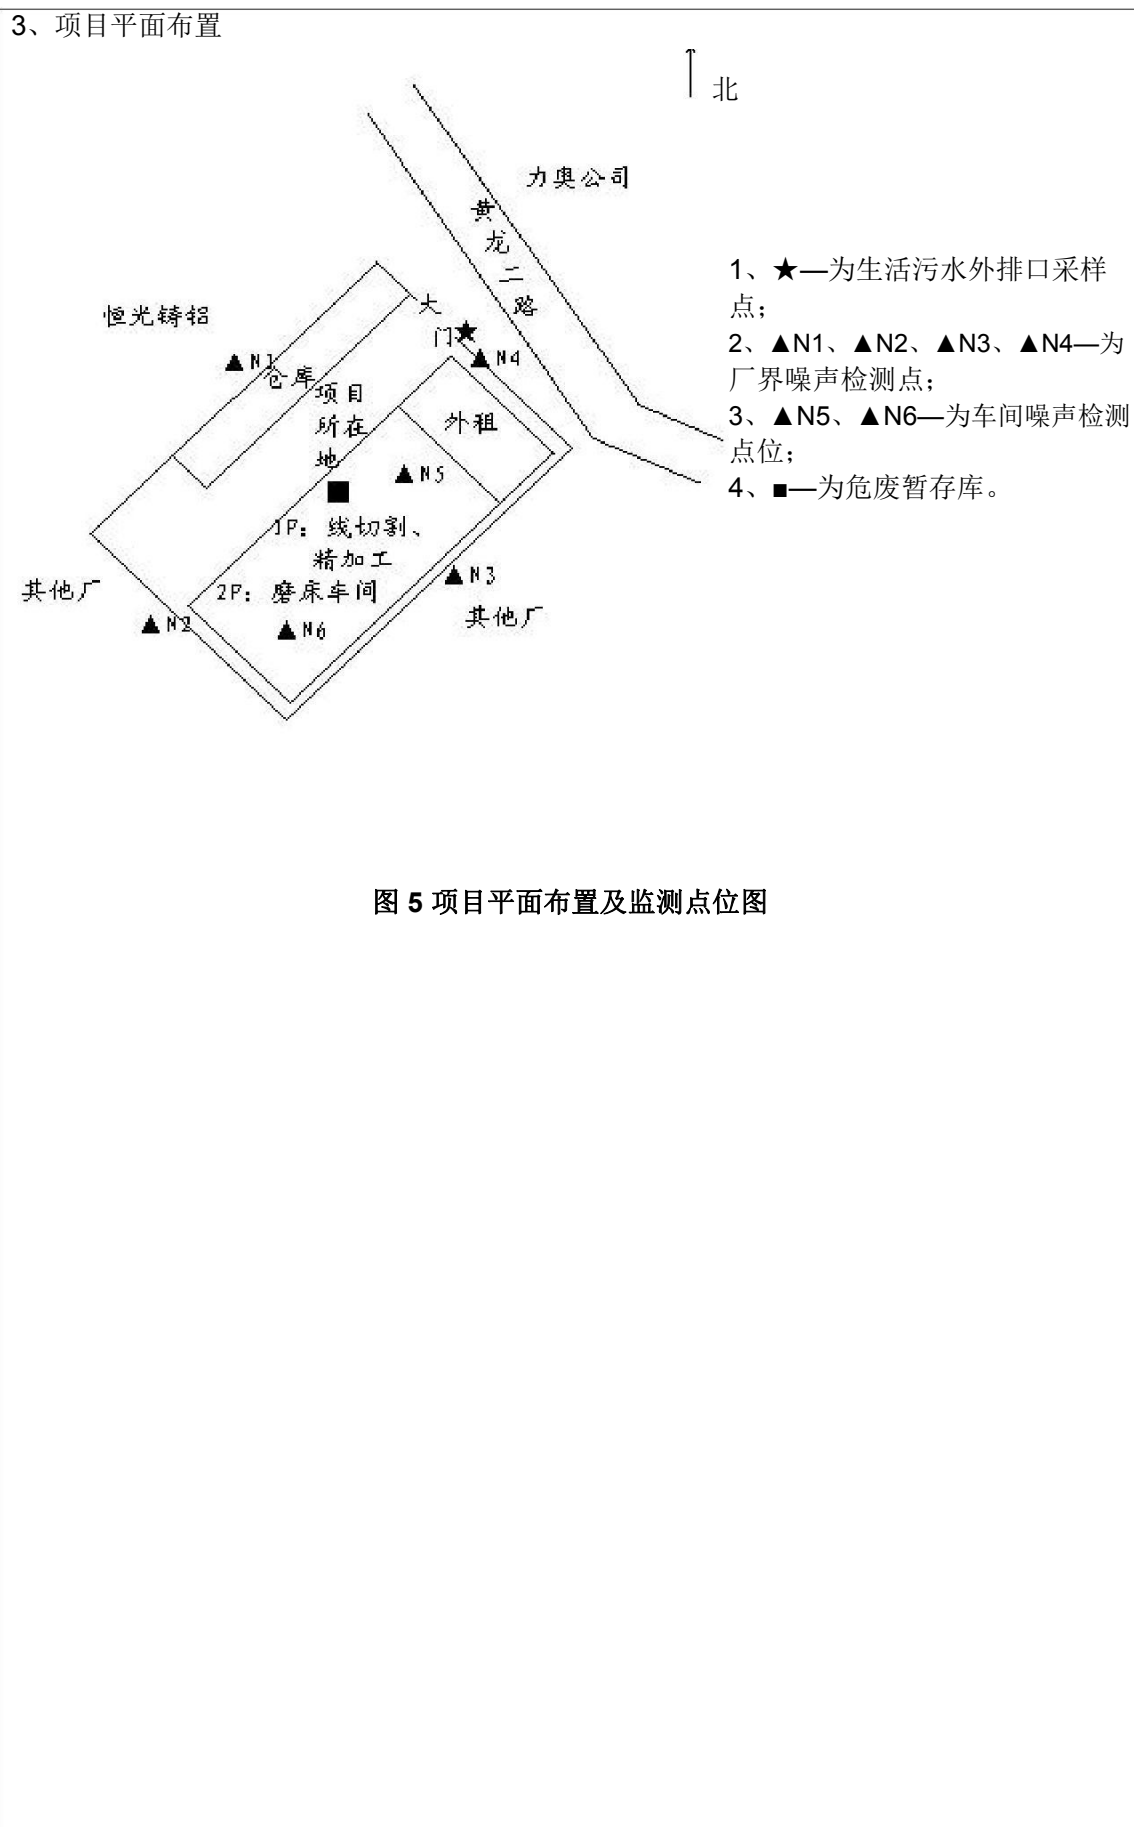 3、项目平面布置
北
力奥公司
黄
龙
二
路
恒光铸铝
大
门★
▲N1
▲N4
仓库
项目
所在
地
外租
▲N5
■
1F：线切割、
精加工
2F：磨床车间
▲N3
其他厂
其他厂
▲N2
▲N6
1、★—为生活污水外排口采样
点；
2、▲N1、▲N2、▲N3、▲N4—为
厂界噪声检测点；
3、▲N5、▲N6—为车间噪声检测
点位；
4、■—为危废暂存库。
图 5 项目平面布置及监测点位图